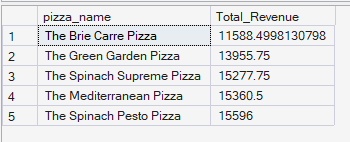 pizza_name Total_Revenue
1 The Brie Carre Pizza 11588.4998130798
2 The Green Garden Pizza 13955.75
3 The Spinach Supreme Pizza 15277.75
4 The Mediterranean Pizza 15360.5
5 The Spinach Pesto Pizza 15596